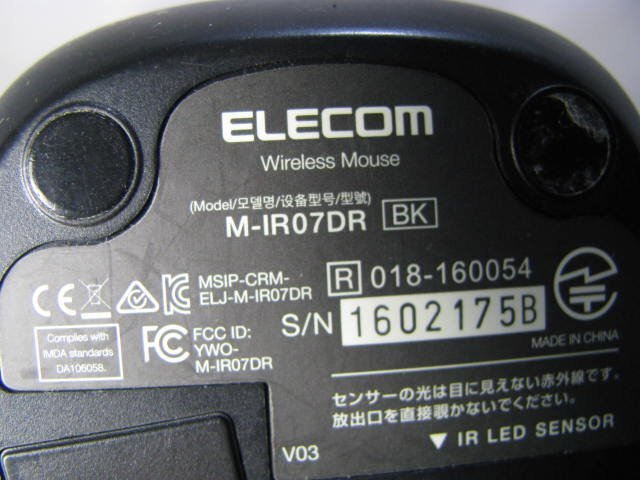 ELECOM
Wireless Mouse
(Model/모델명/设备型号/型號)
M-IR07DR BK
MSIP-CRM-
ELJ-M-IR07DR
R 018-160054
S/N 1602175B
Complies with
IMDA standards
DA106058.
FCC ID:
YWO-
M-IR07DR
MADE IN CHINA
センサーの光は目に見えない赤外線です。
放出口を直接覗かないでください。
▼ IR LED SENSOR
V03